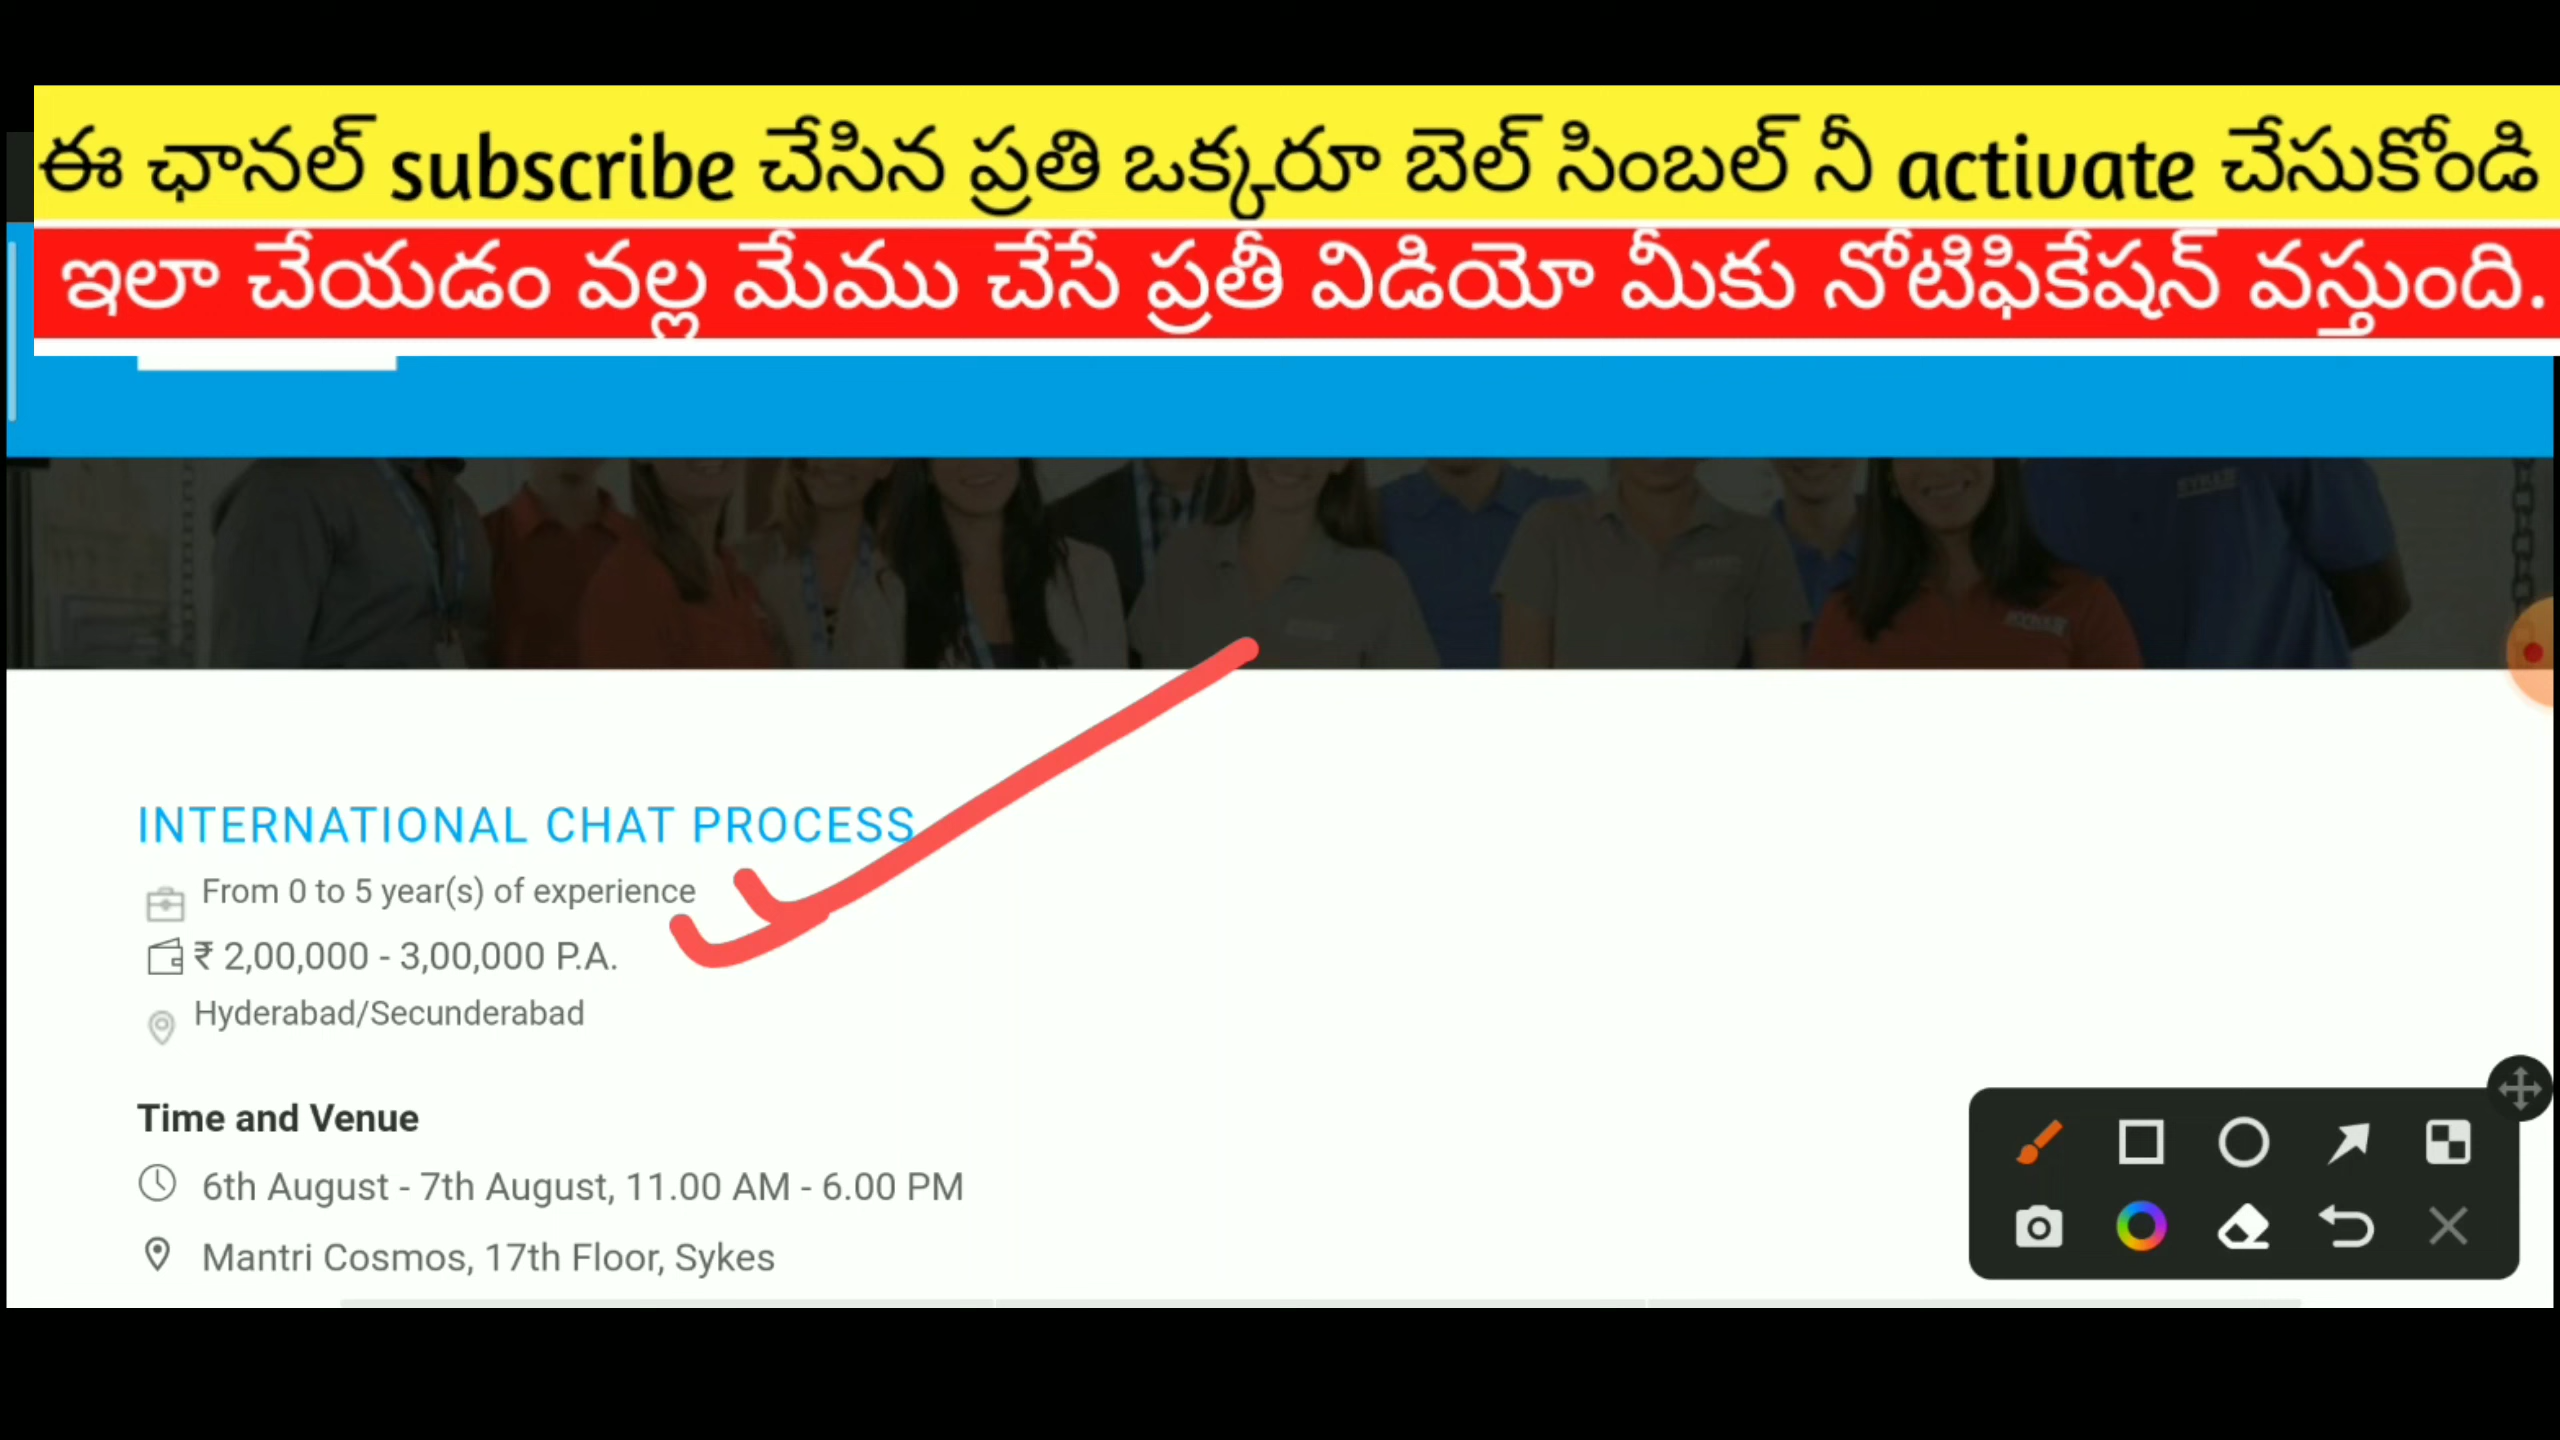 ఈ ఛానల్ subscribe చేసిన ప్రతి ఒక్కరూ బెల్ సింబల్ నీ activate చేసుకోండి
ఇలా చేయడం వల్ల మేము చేసే ప్రతీ విడియో మీకు నోటిఫికేషన్ వస్తుంది.
INTERNATIONAL CHAT PROCESS
From 0 to 5 year(s) of experience
₹ 2,00,000 - 3,00,000 P.A.
Hyderabad/Secunderabad
Time and Venue
6th August - 7th August, 11.00 AM - 6.00 PM
Mantri Cosmos, 17th Floor, Sykes